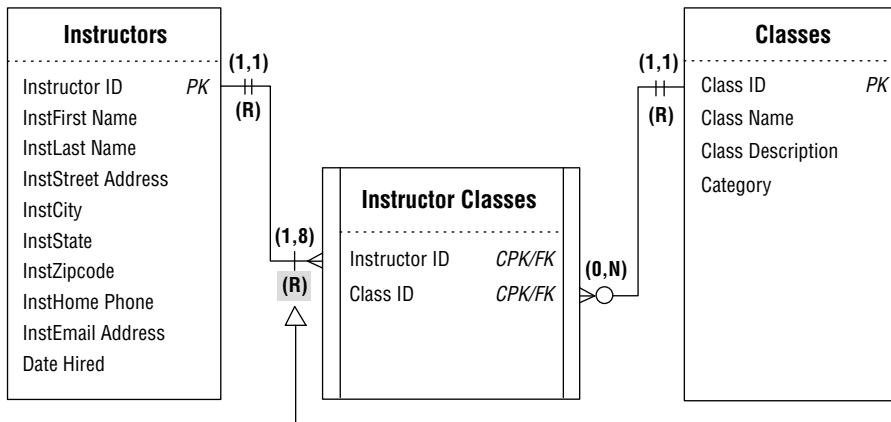 Instructors
Instructor ID PK
InstFirst Name
InstLast Name
InstStreet Address
InstCity
InstState
InstZipcode
InstHome Phone
InstEmail Address
Date Hired
(1,1)
(R)
(1,8)
(R)
Instructor Classes
Instructor ID CPK/FK
Class ID CPK/FK
(0,N)
(1,1)
(R)
Classes
Class ID PK
Class Name
Class Description
Category